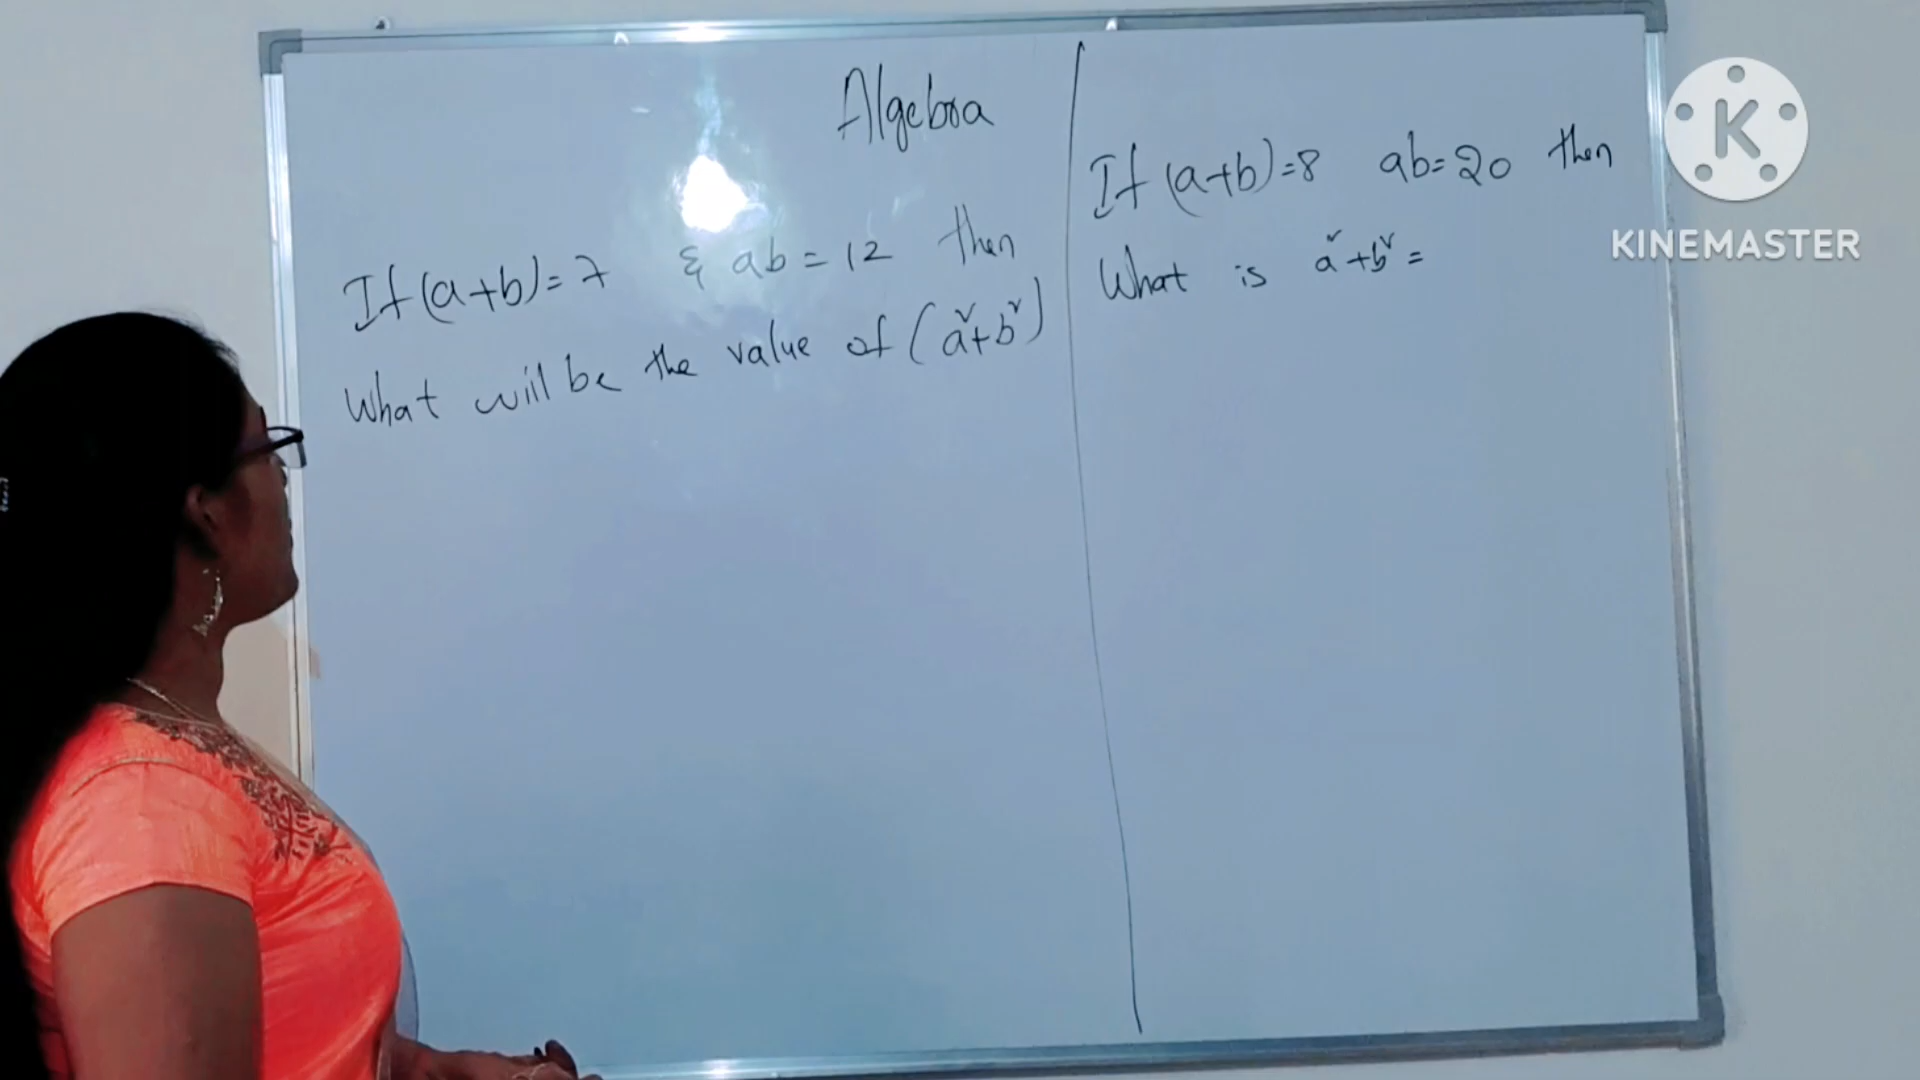 Algebra
If (a+b)=7 & ab=12 then
What will be the value of (a²+b²)
If (a+b)=8 ab=20 then
What is a²+b²=
K
KINEMASTER